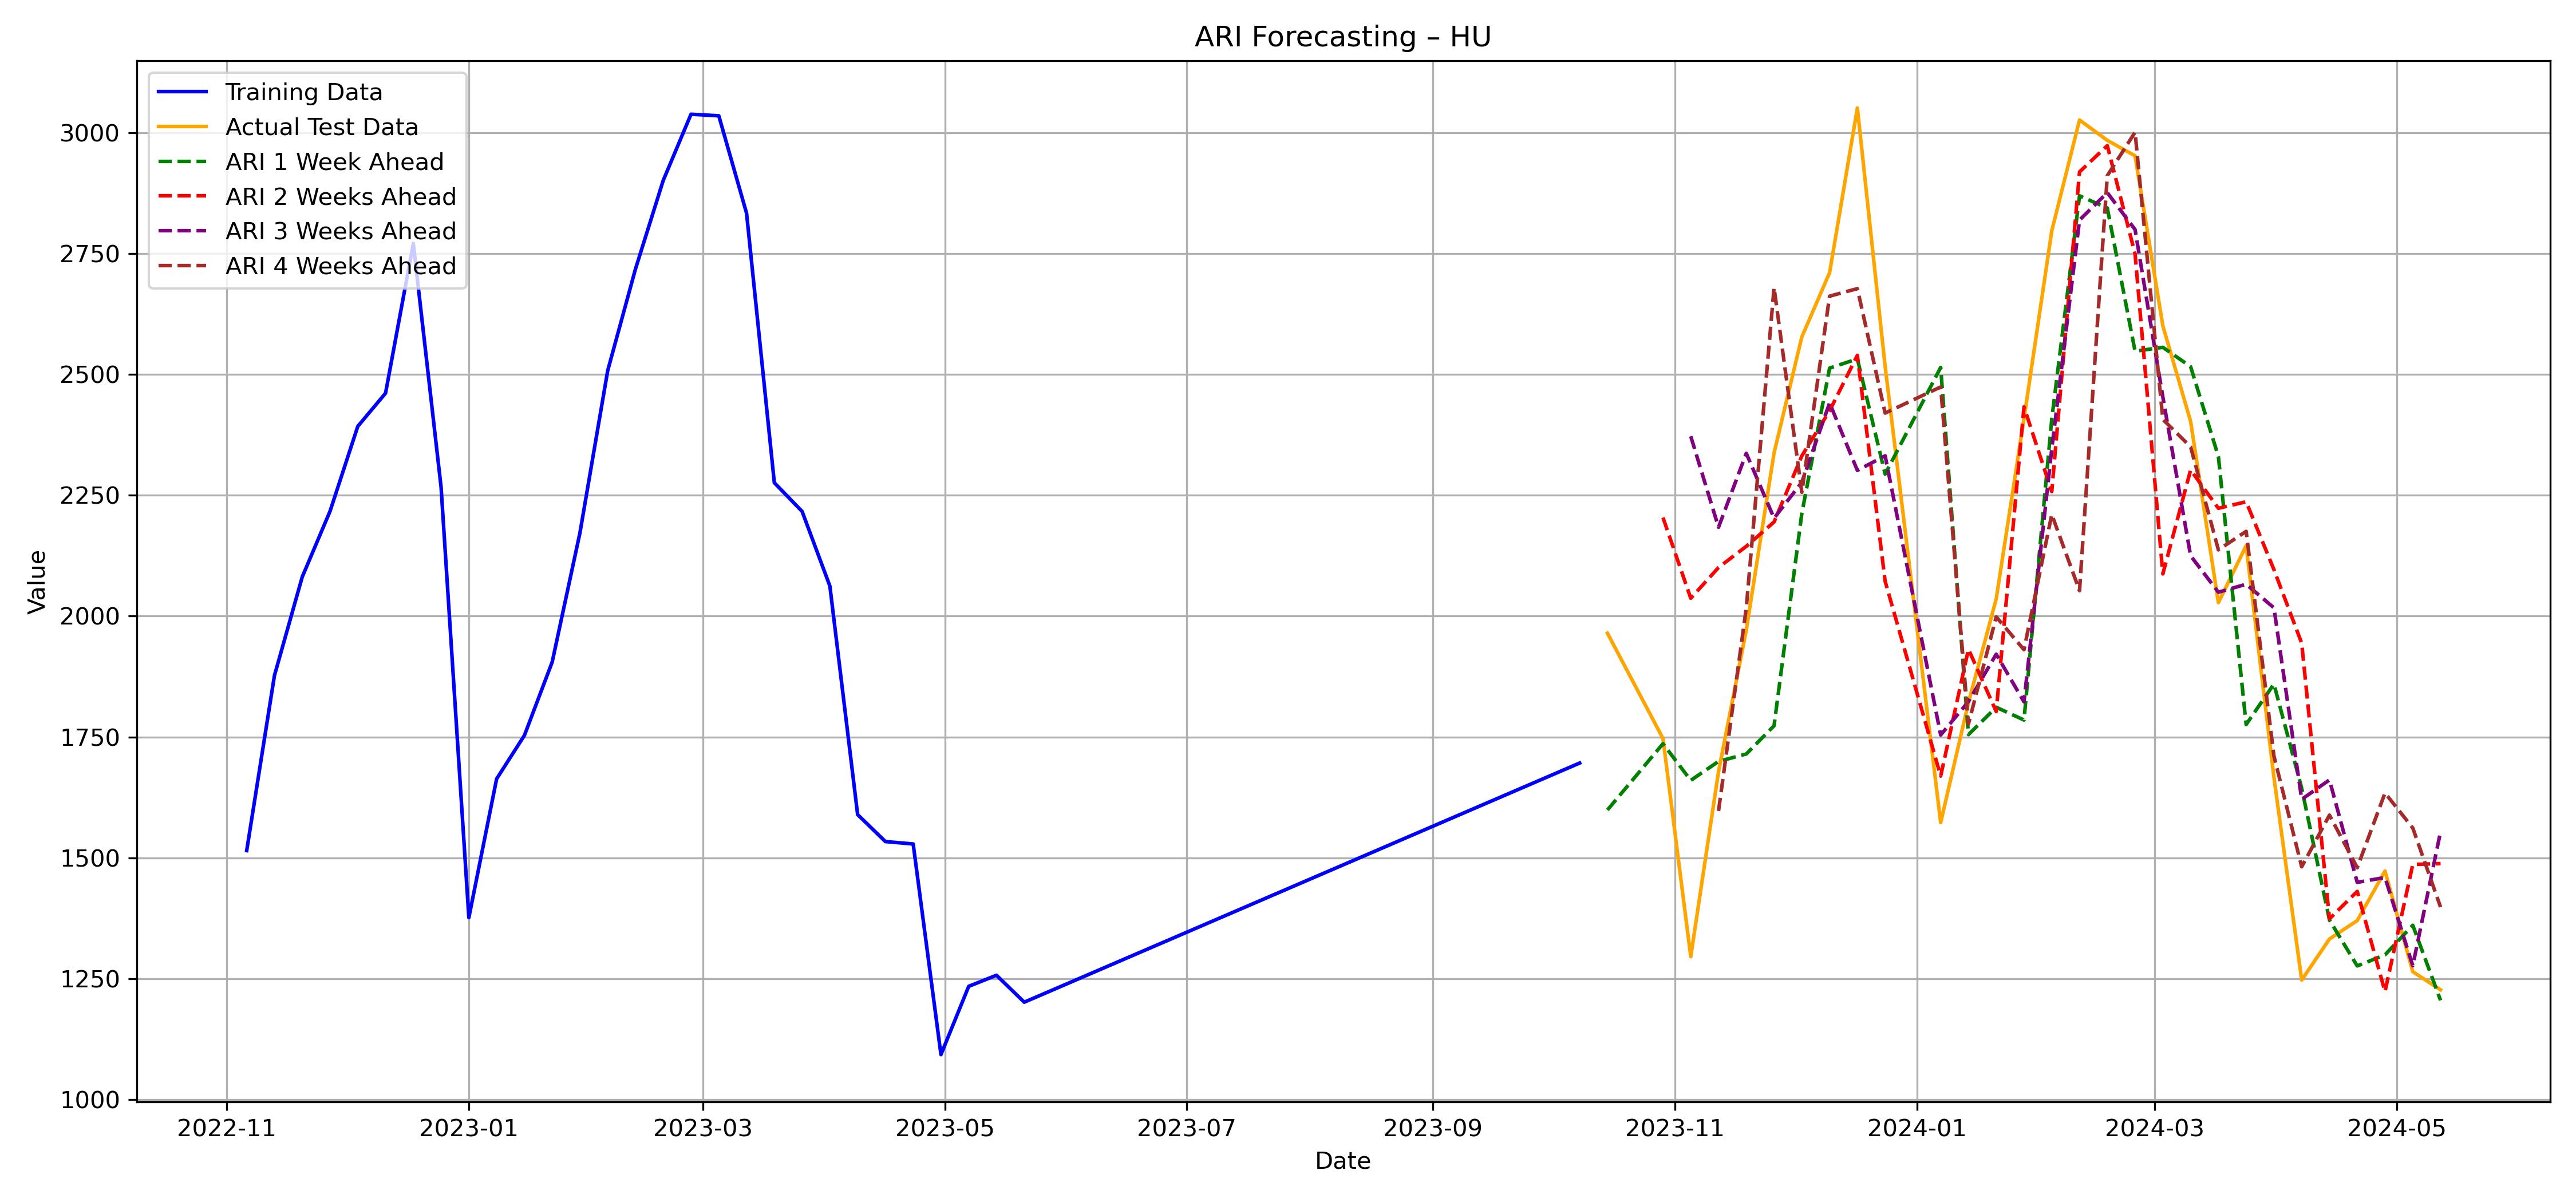 ARI Forecasting – HU
Training Data
Actual Test Data
ARI 1 Week Ahead
ARI 2 Weeks Ahead
ARI 3 Weeks Ahead
ARI 4 Weeks Ahead
3000
2750
2500
2250
2000
1750
1500
1250
1000
Value
2022-11 2023-01 2023-03 2023-05 2023-07 2023-09 2023-11 2024-01 2024-03 2024-05
Date